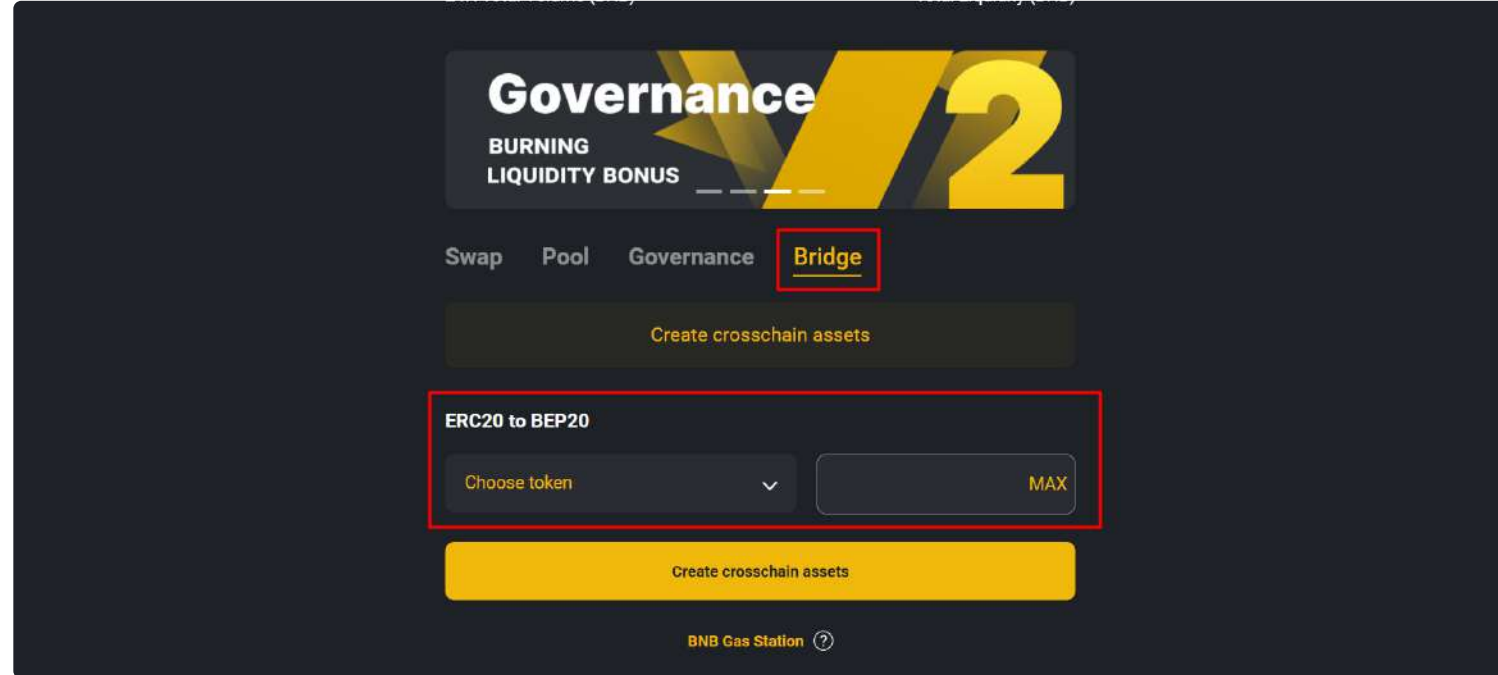 Governance
V2
BURNING
LIQUIDITY BONUS
Swap Pool Governance Bridge
Create crosschain assets
ERC20 to BEP20
Choose token MAX
Create crosschain assets
BNB Gas Station ?